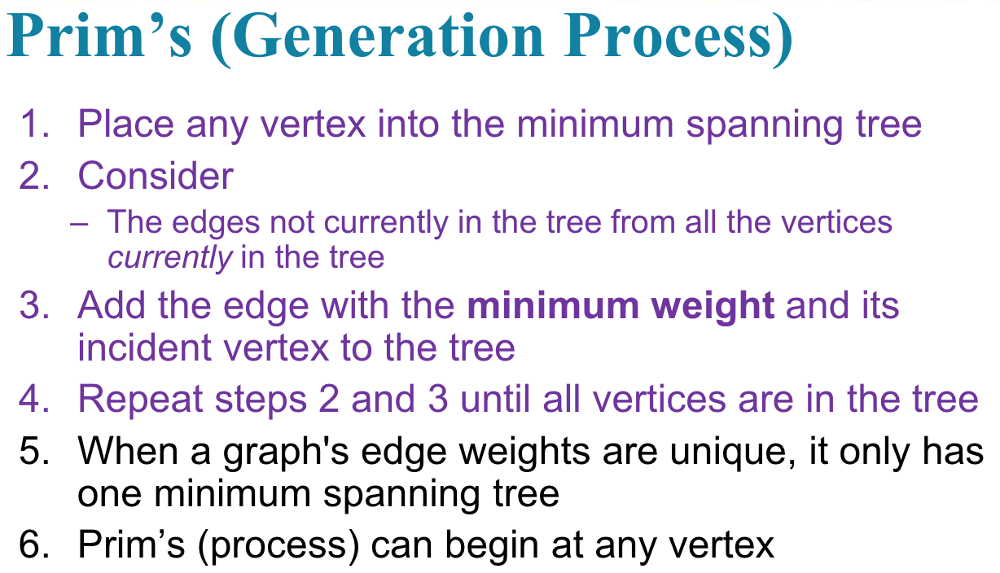 Prim’s (Generation Process)
1. Place any vertex into the minimum spanning tree
2. Consider
– The edges not currently in the tree from all the vertices
currently in the tree
3. Add the edge with the minimum weight and its
incident vertex to the tree
4. Repeat steps 2 and 3 until all vertices are in the tree
5. When a graph's edge weights are unique, it only has
one minimum spanning tree
6. Prim’s (process) can begin at any vertex